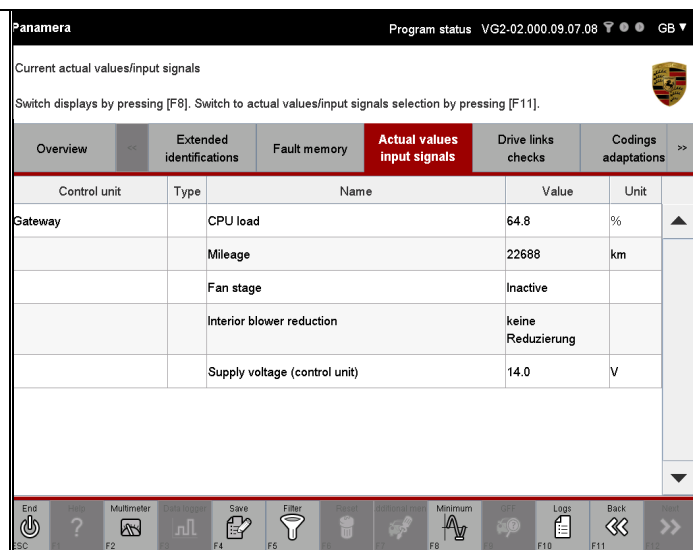 Panamera Program status VG2-02.000.09.07.08 GB
Current actual values/input signals
Switch displays by pressing [F8]. Switch to actual values/input signals selection by pressing [F11].
Overview << Extended identifications Fault memory Actual values input signals Drive links checks Codings adaptations >>
Control unit Type Name Value Unit
Gateway CPU load 64.8 %
Mileage 22688 km
Fan stage Inactive
Interior blower reduction keine
Reduzierung
Supply voltage (control unit) 14.0 V
End Help Multimeter Data logger Save Filter Reset Minimum GFF Logs Back Next
ESC F1 F2 F4 F5 F6 F7 F8 F9 F10 F11 F12